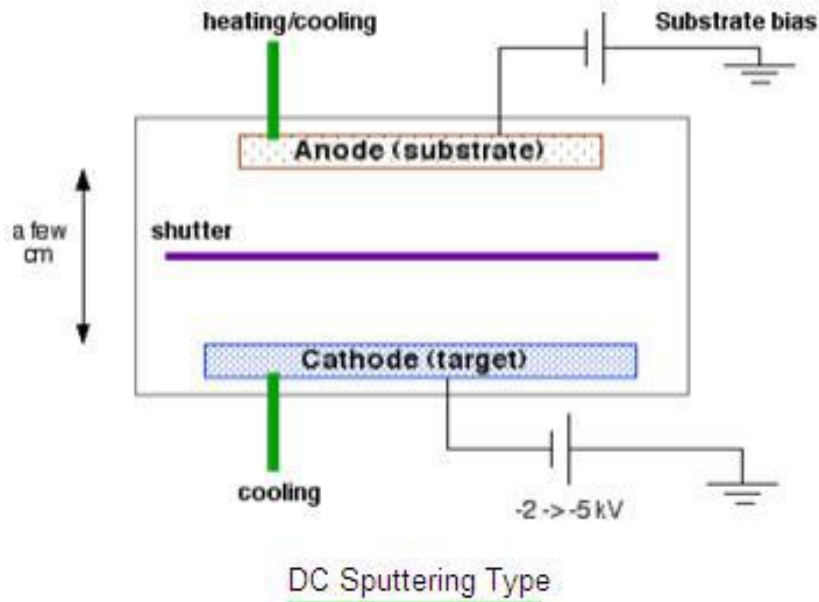 heating/cooling
Substrate bias
Anode (substrate)
a few
cm
shutter
Cathode (target)
cooling
-2 -> -5 kV
DC Sputtering Type